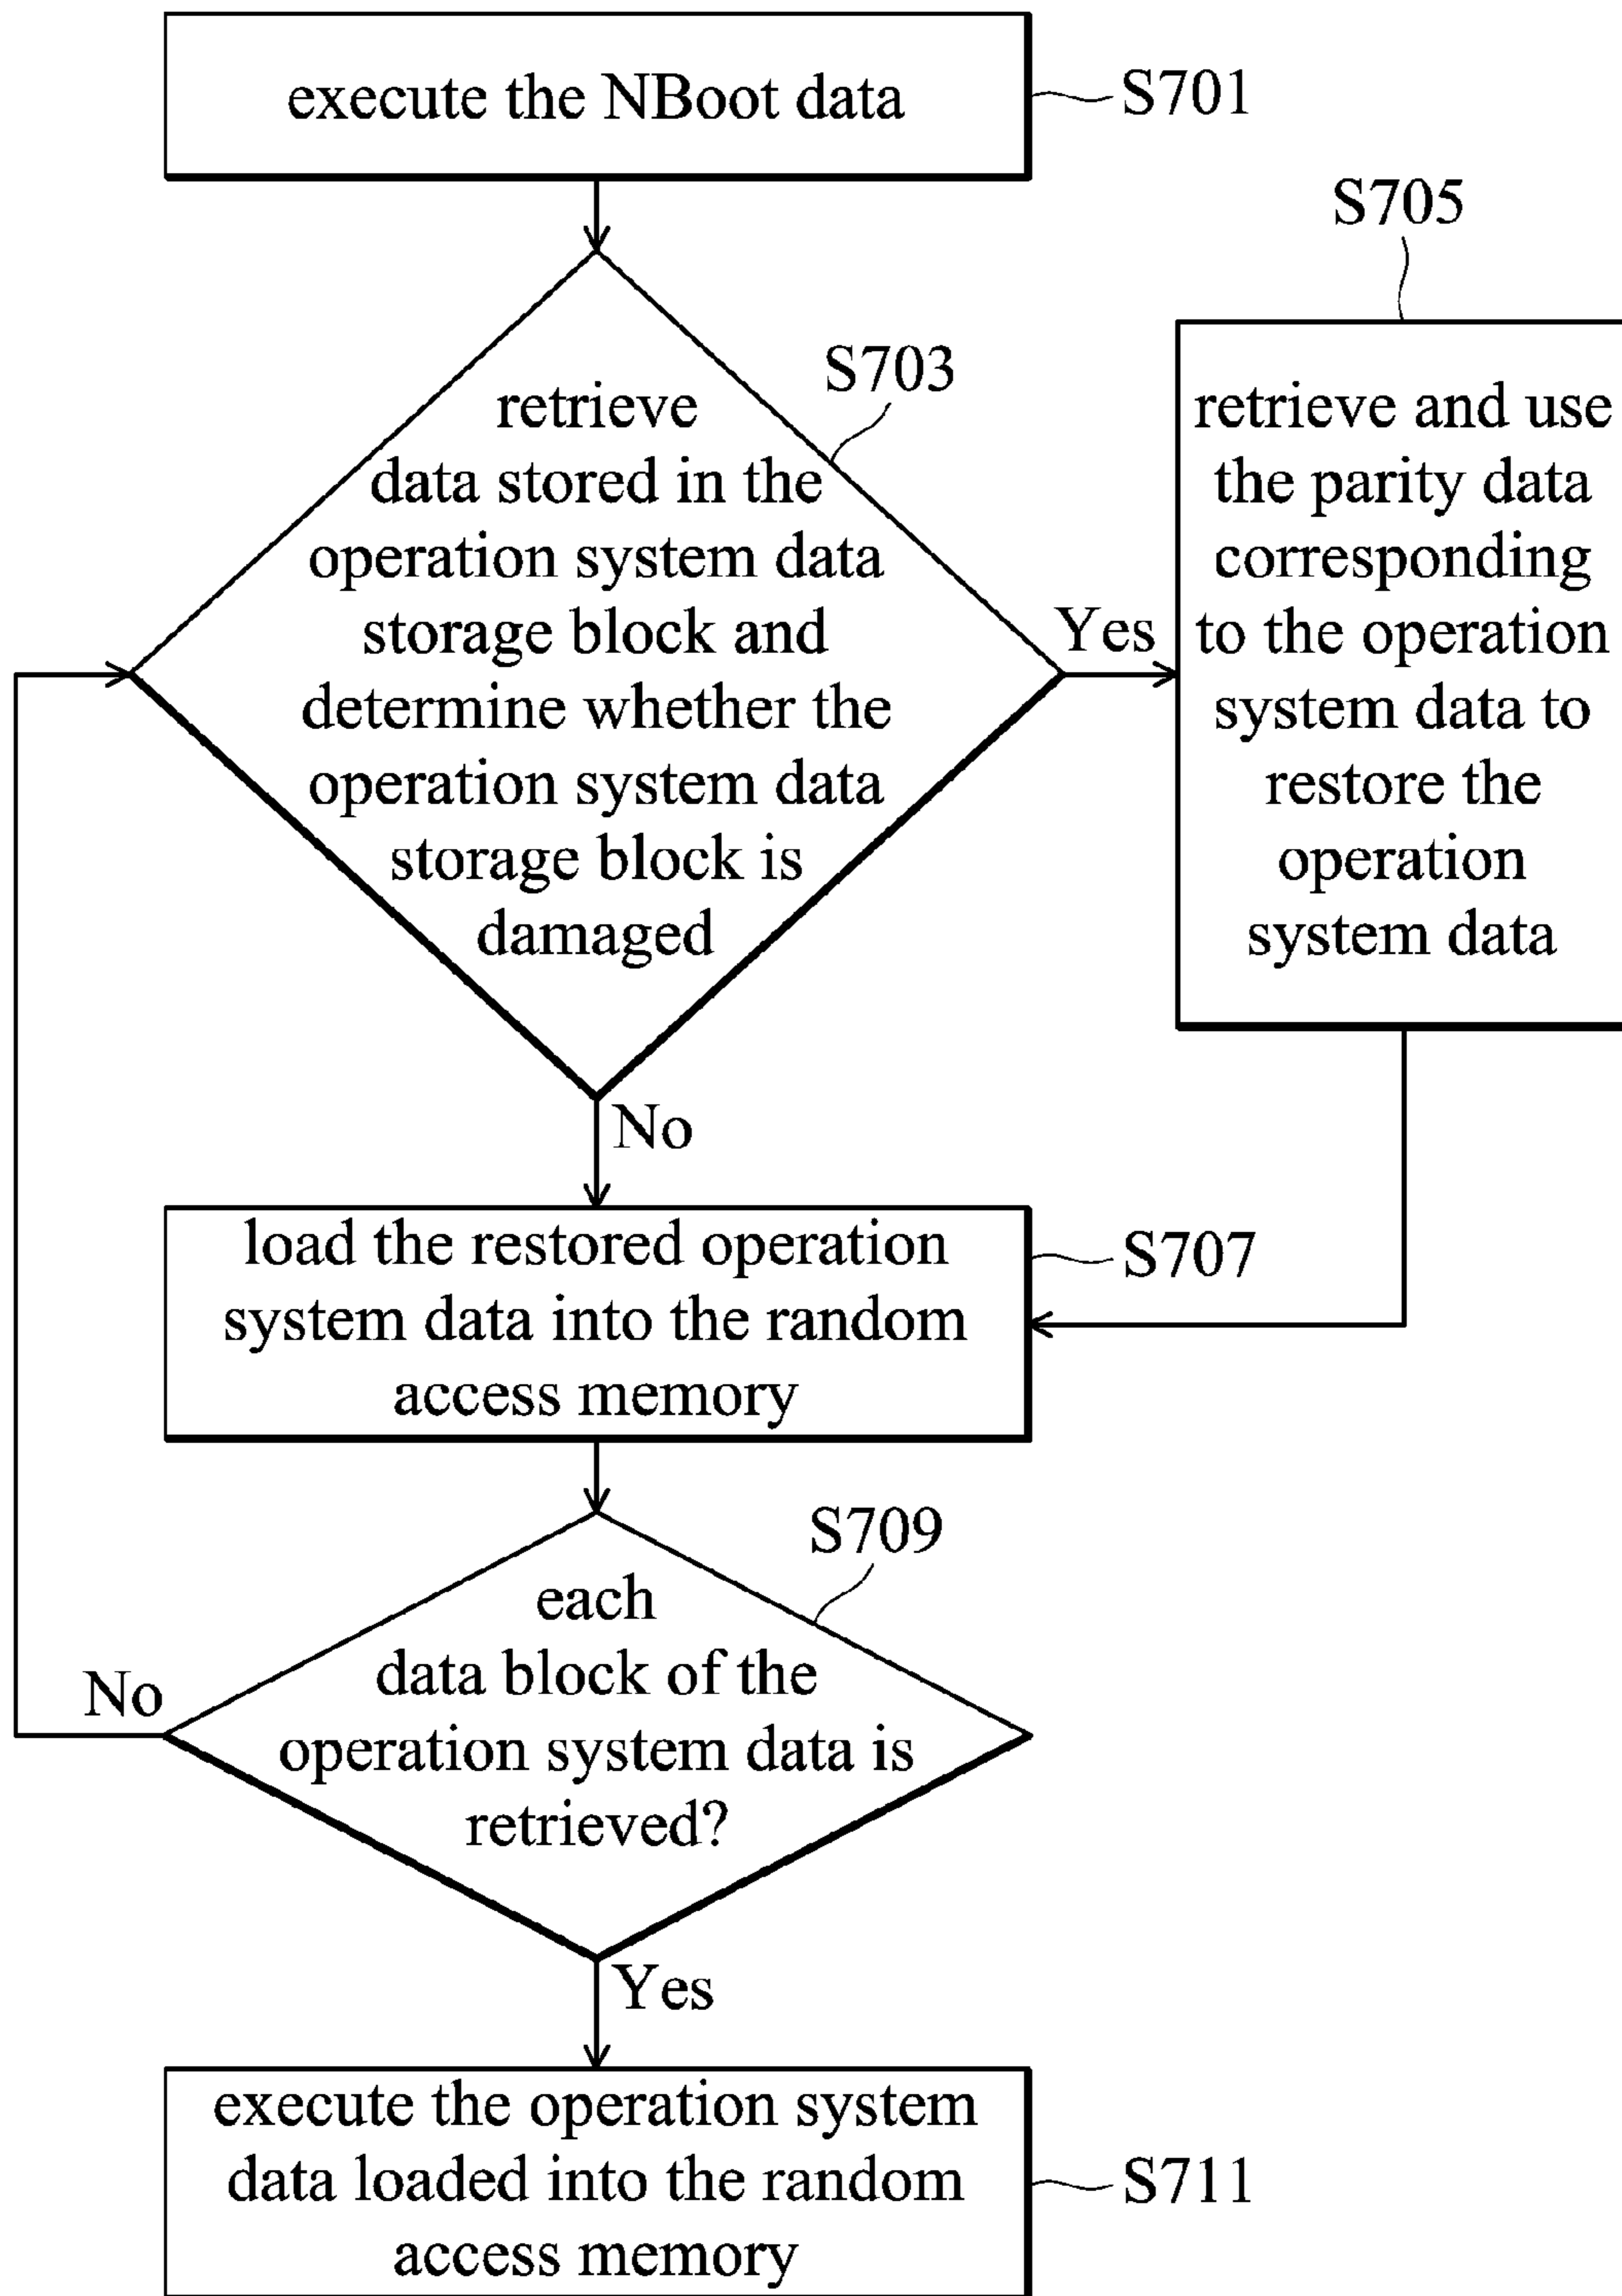 execute the NBoot data
S701
retrieve
data stored in the
operation system data
storage block and
determine whether the
operation system data
storage block is
damaged
S703
Yes
S705
retrieve and use
the parity data
corresponding
to the operation
system data to
restore the
operation
system data
No
load the restored operation
system data into the random
access memory
S707
each
data block of the
operation system data is
retrieved?
S709
No
Yes
execute the operation system
data loaded into the random
access memory
S711